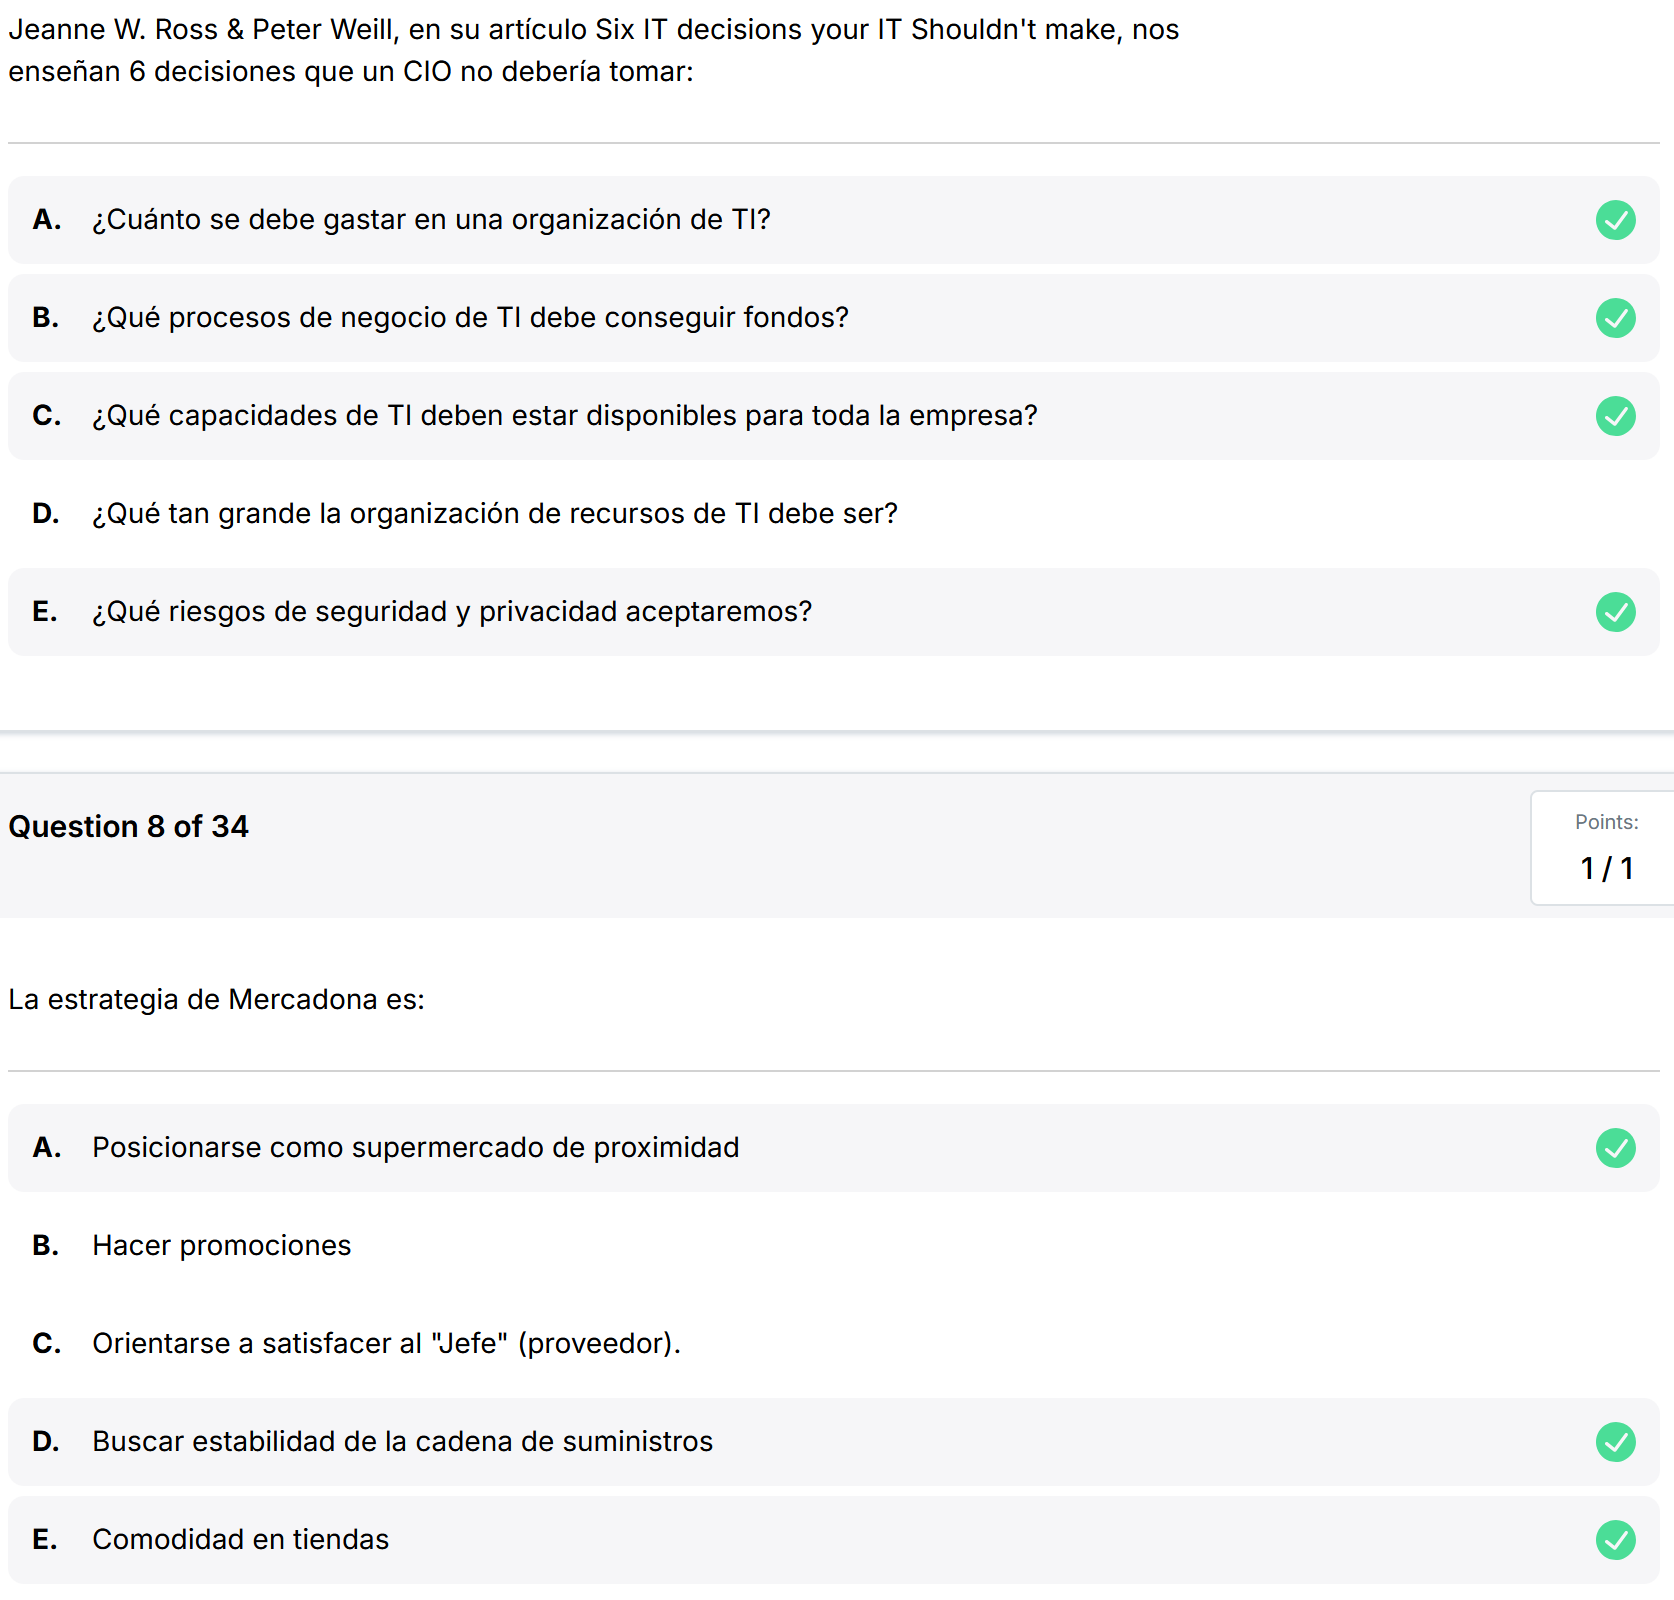 Jeanne W. Ross & Peter Weill, en su artículo Six IT decisions your IT Shouldn't make, nos
enseñan 6 decisiones que un CIO no debería tomar:
A. ¿Cuánto se debe gastar en una organización de TI?
B. ¿Qué procesos de negocio de TI debe conseguir fondos?
C. ¿Qué capacidades de TI deben estar disponibles para toda la empresa?
D. ¿Qué tan grande la organización de recursos de TI debe ser?
E. ¿Qué riesgos de seguridad y privacidad aceptaremos?
Question 8 of 34
Points:
1 / 1
La estrategia de Mercadona es:
A. Posicionarse como supermercado de proximidad
B. Hacer promociones
C. Orientarse a satisfacer al "Jefe" (proveedor).
D. Buscar estabilidad de la cadena de suministros
E. Comodidad en tiendas